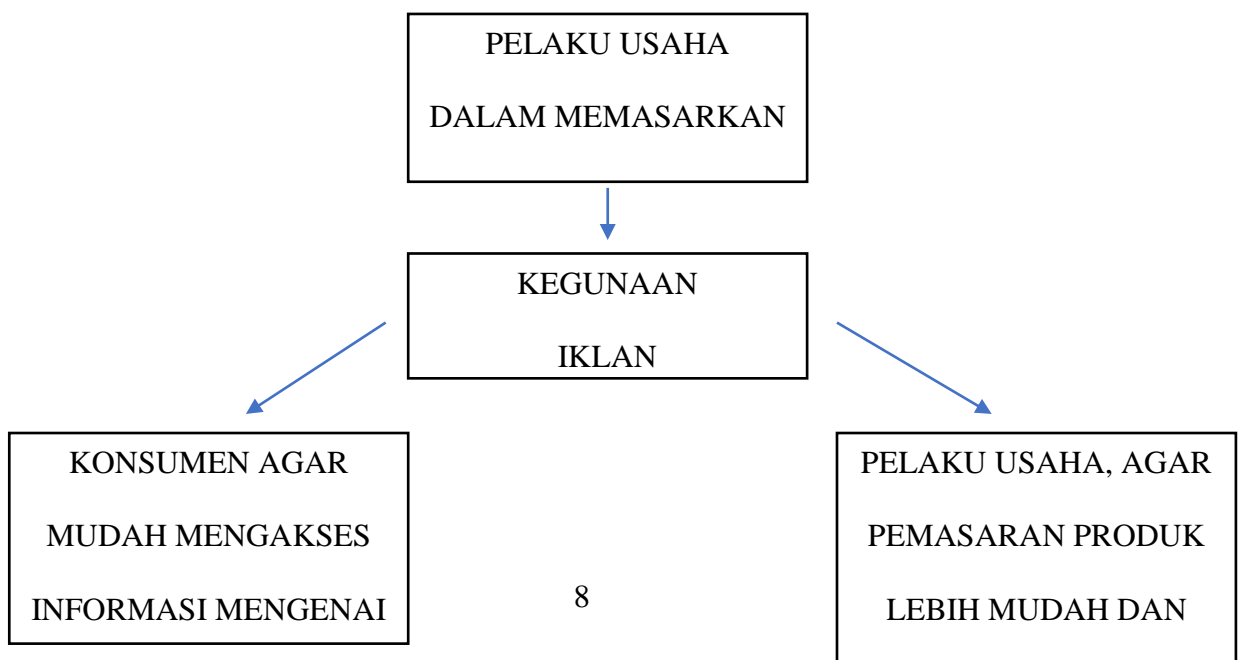 PELAKU USAHA
DALAM MEMASARKAN
KEGUNAAN
IKLAN
KONSUMEN AGAR
MUDAH MENGAKSES
INFORMASI MENGENAI
PELAKU USAHA, AGAR
PEMASARAN PRODUK
LEBIH MUDAH DAN
8